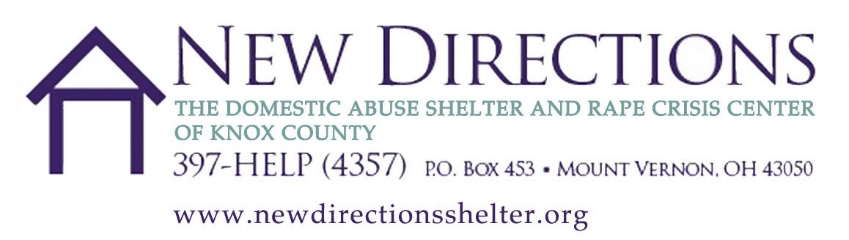 NEW DIRECTIONS
THE DOMESTIC ABUSE SHELTER AND RAPE CRISIS CENTER
OF KNOX COUNTY
397-HELP (4357) P.O. BOX 453 • MOUNT VERNON, OH 43050
www.newdirectionsshelter.org